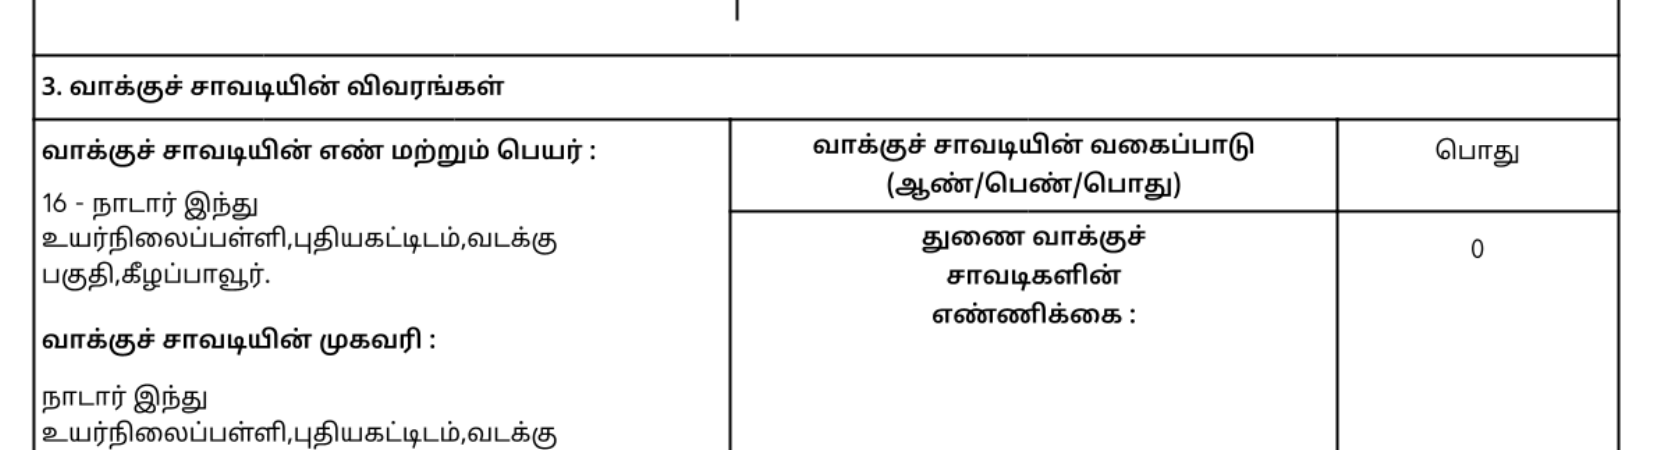 3. வாக்குச் சாவடியின் விவரங்கள்
வாக்குச் சாவடியின் எண் மற்றும் பெயர் :
16 - நாடார் இந்து
உயர்நிலைப்பள்ளி,புதியகட்டிடம்,வடக்கு
பகுதி,கீழப்பாவூர்.
வாக்குச் சாவடியின் முகவரி :
நாடார் இந்து
உயர்நிலைப்பள்ளி,புதியகட்டிடம்,வடக்கு
வாக்குச் சாவடியின் வகைப்பாடு
(ஆண்/பெண்/பொது)
பொது
துணை வாக்குச்
சாவடிகளின்
எண்ணிக்கை :
0